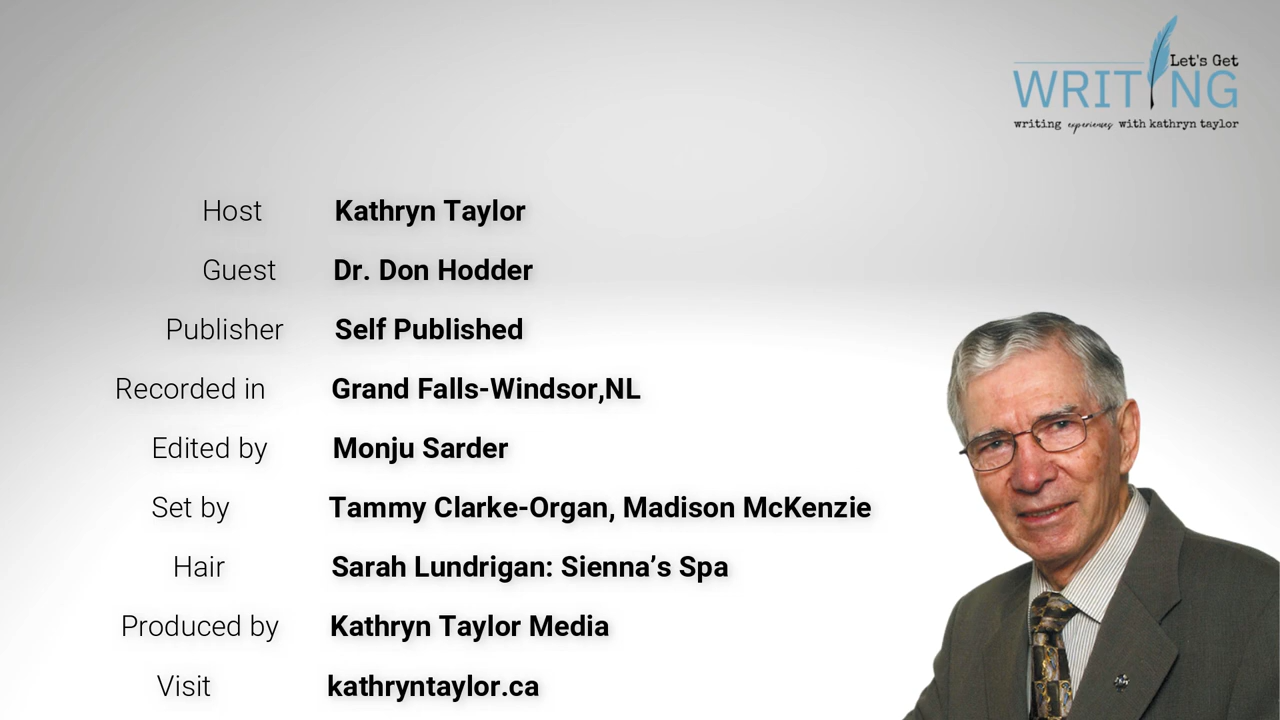 Let's Get
WRITING
writing experiences with kathryn taylor
Host Kathryn Taylor
Guest Dr. Don Hodder
Publisher Self Published
Recorded in Grand Falls-Windsor,NL
Edited by Monju Sarder
Set by Tammy Clarke-Organ, Madison McKenzie
Hair Sarah Lundrigan: Sienna’s Spa
Produced by Kathryn Taylor Media
Visit kathryntaylor.ca